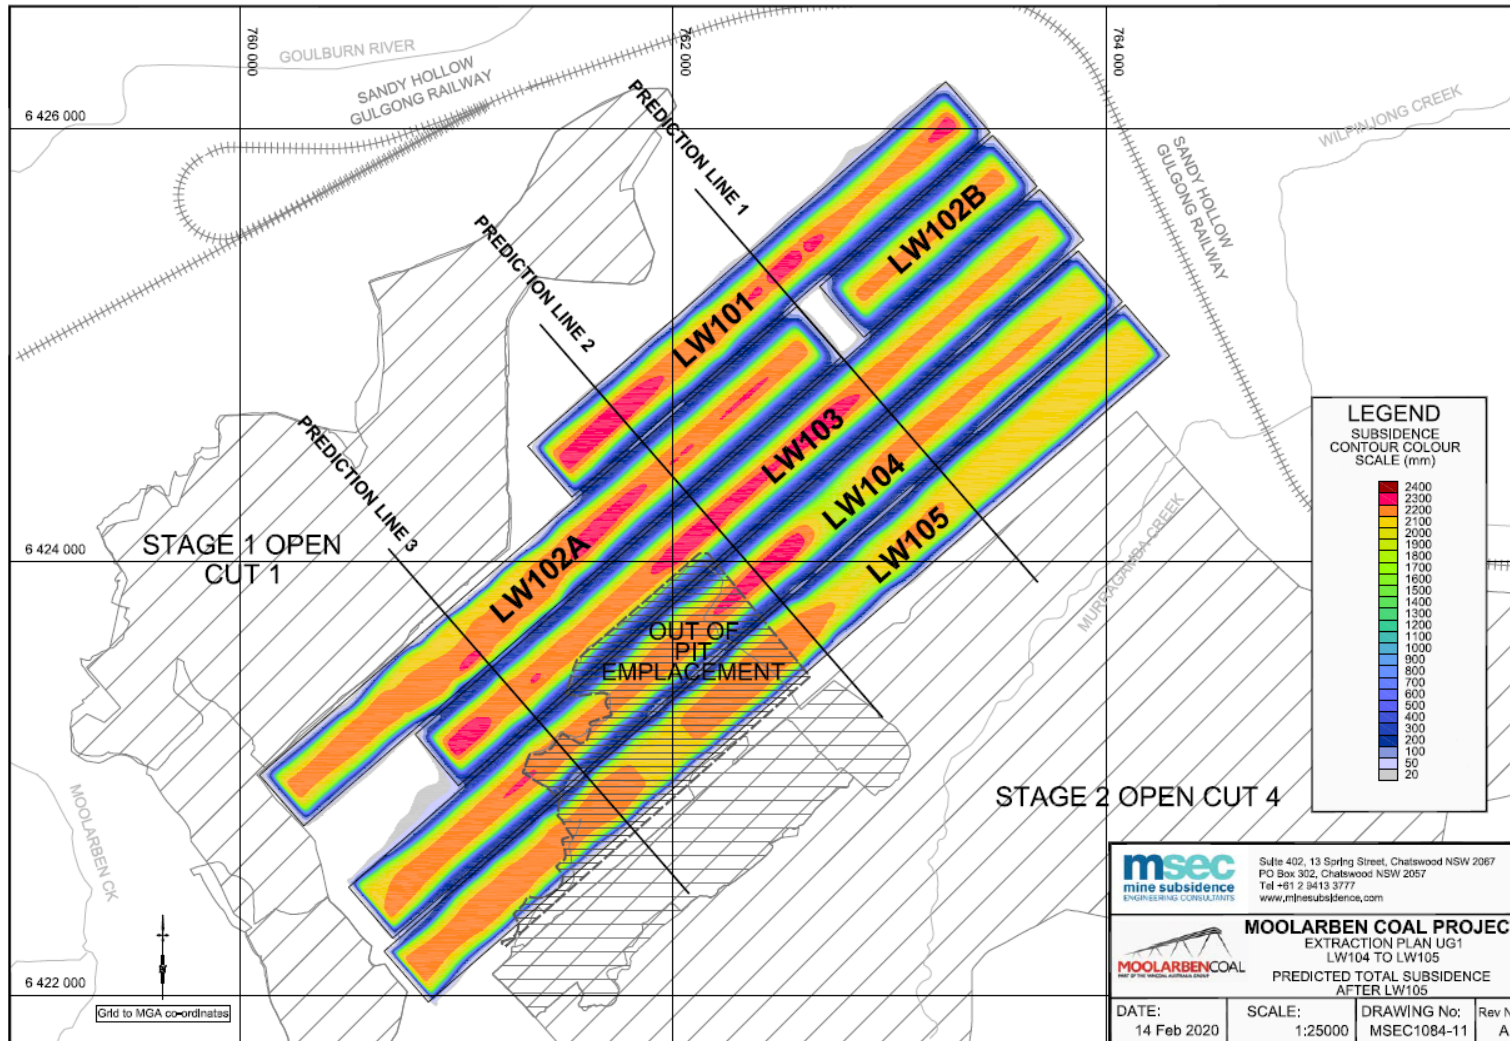 GOULBURN RIVER
SANDY HOLLOW
GULGONG RAILWAY
760 000
762 000
764 000
6 426 000
WILPINJONG CREEK
SANDY HOLLOW
GULGONG RAILWAY
PREDICTION LINE 1
PREDICTION LINE 2
PREDICTION LINE 3
LW102B
LW101
LW103
LW104
LW105
LW102A
STAGE 1 OPEN
CUT 1
6 424 000
OUT OF
PIT
EMPLACEMENT
MURRAGAMBA CREEK
STAGE 2 OPEN CUT 4
MOOLARBEN CK
6 422 000
Grid to MGA co-ordinates
LEGEND
SUBSIDENCE
CONTOUR COLOUR
SCALE (mm)
2400
2300
2200
2100
2000
1900
1800
1700
1600
1500
1400
1300
1200
1100
1000
900
800
700
600
500
400
300
200
100
50
20
msec
mine subsidence
ENGINEERING CONSULTANTS
Suite 402, 13 Spring Street, Chatswood NSW 2067
PO Box 302, Chatswood NSW 2057
Tel +61 2 9413 3777
www.minesubsidence.com
MOOLARBENCOAL
MOOLARBEN COAL PROJEC
EXTRACTION PLAN UG1
LW104 TO LW105
PREDICTED TOTAL SUBSIDENCE
AFTER LW105
DATE:
14 Feb 2020
SCALE:
1:25000
DRAWING No:
MSEC1084-11
Rev N
A